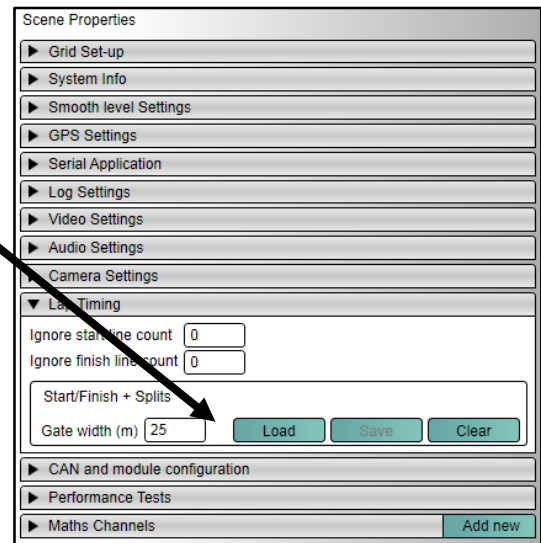 Scene Properties
Grid Set-up
System Info
Smooth level Settings
GPS Settings
Serial Application
Log Settings
Video Settings
Audio Settings
Camera Settings
Lap Timing
Ignore start line count 0
Ignore finish line count 0
Start/Finish + Splits
Gate width (m) 25 Load Save Clear
CAN and module configuration
Performance Tests
Maths Channels Add new